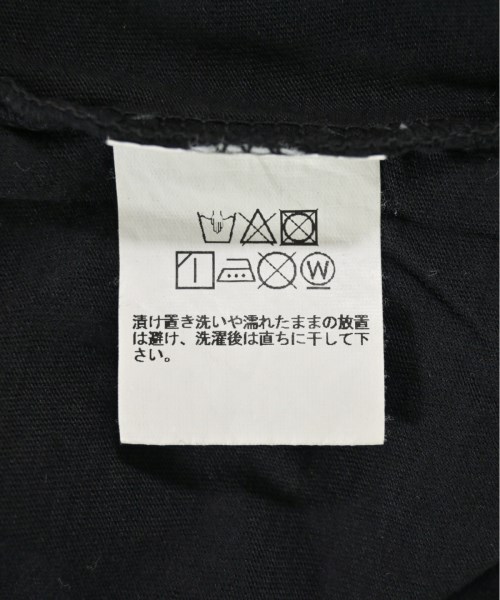 W
漬け置き洗いや濡れたままの放置
は避け、洗濯後は直ちに干して下
さい。